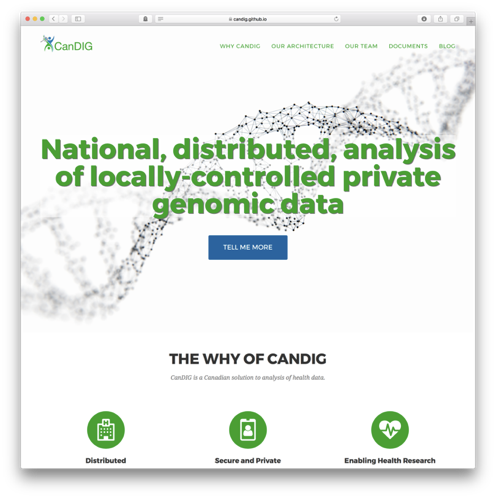 candig.github.io
CanDIG
WHY CANDIG OUR ARCHITECTURE OUR TEAM DOCUMENTS BLOG
National, distributed, analysis
of locally-controlled private
genomic data
TELL ME MORE
THE WHY OF CANDIG
CanDIG is a Canadian solution to analysis of health data.
Distributed Secure and Private Enabling Health Research